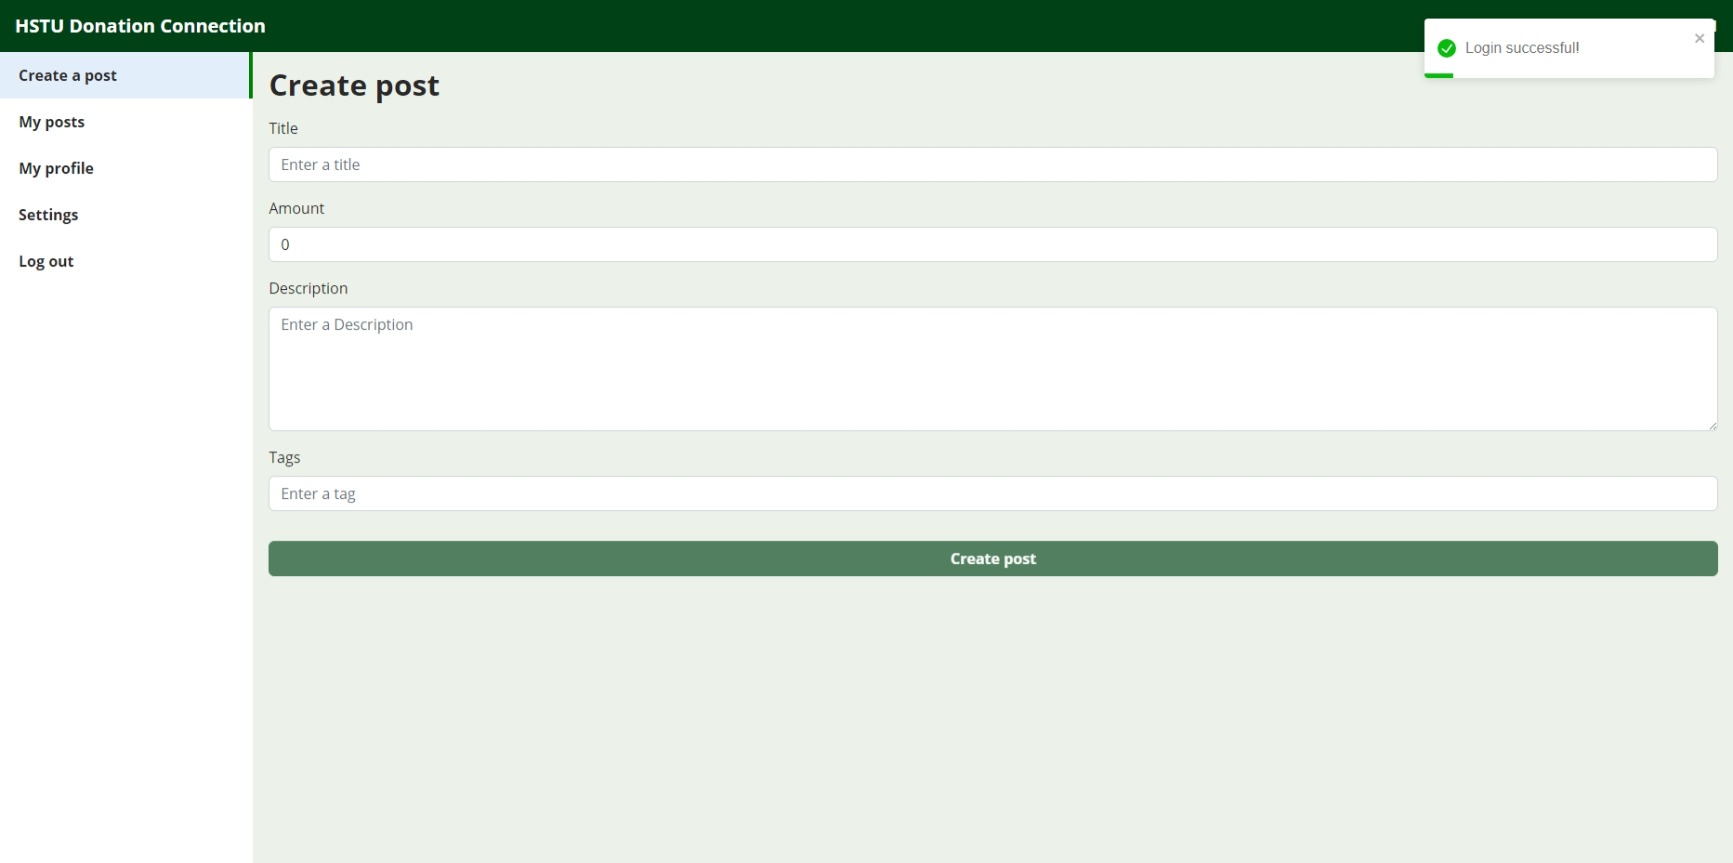 HSTU Donation Connection
Login successful!
Create a post
My posts
My profile
Settings
Log out
Create post
Title
Enter a title
Amount
0
Description
Enter a Description
Tags
Enter a tag
Create post